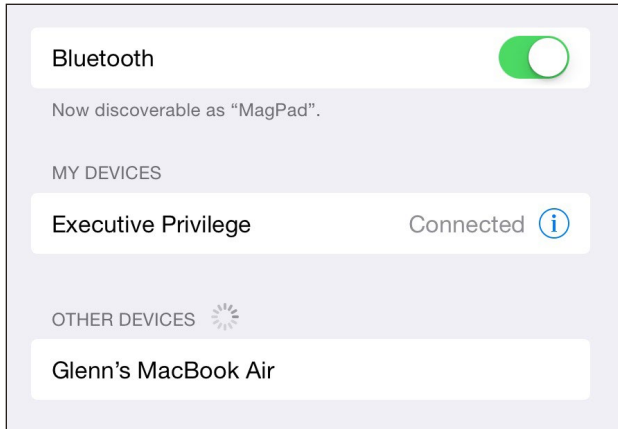 Bluetooth
Now discoverable as “MagPad”.
MY DEVICES
Executive Privilege Connected i
OTHER DEVICES
Glenn’s MacBook Air